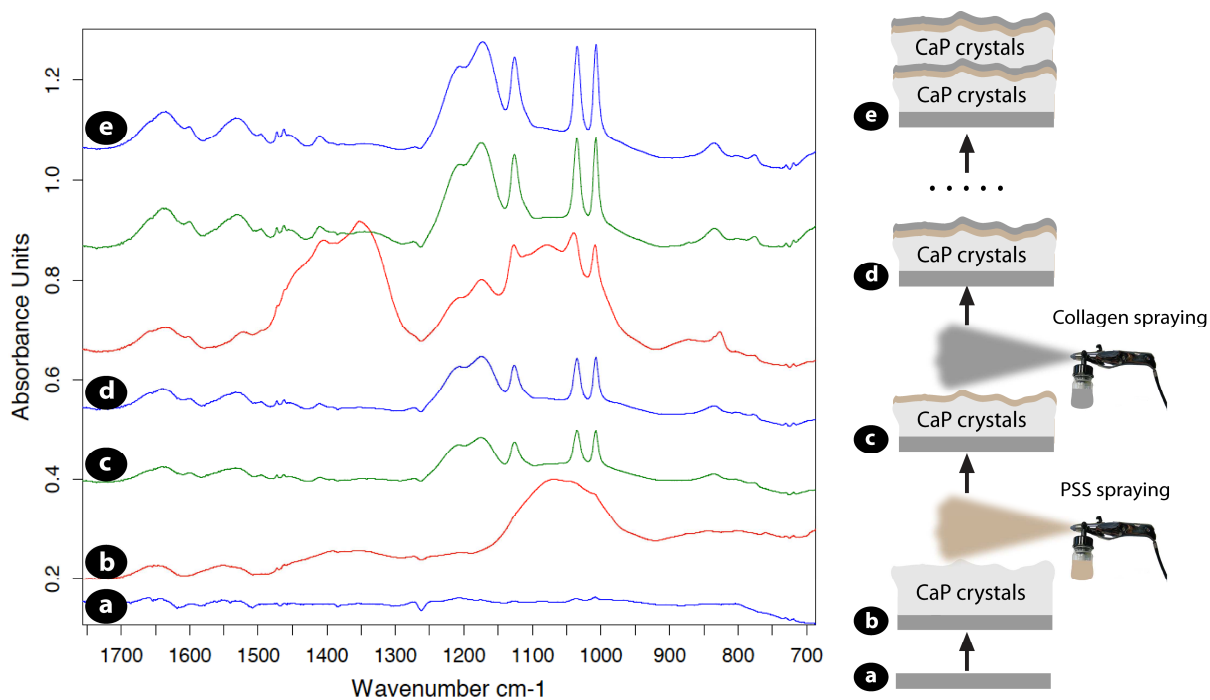 1.2
1.0
0.8
0.6
0.4
0.2
Absorbance Units
e
d
c
b
a
1700 1600 1500 1400 1300 1200 1100 1000 900 800 700
Wavenumber cm-1
CaP crystals
CaP crystals
e
.....
CaP crystals
d
Collagen spraying
CaP crystals
c
PSS spraying
CaP crystals
b
a